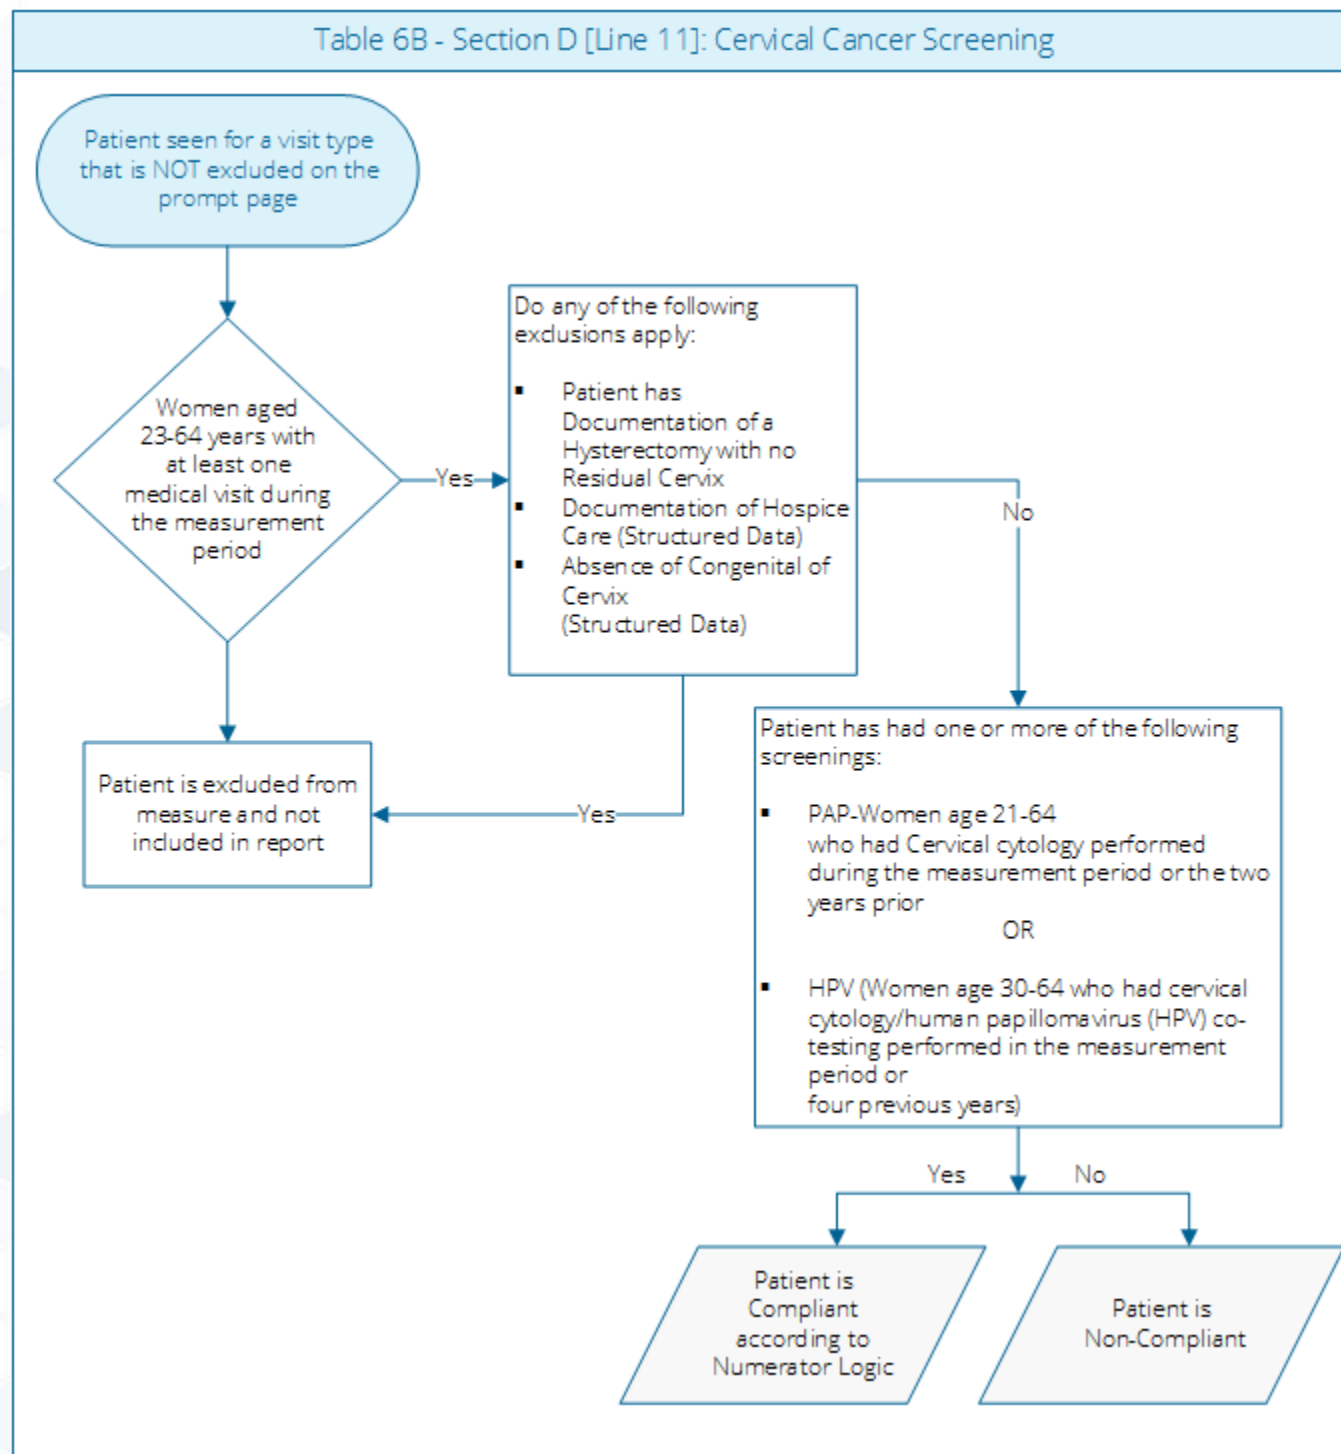 Table 6B - Section D [Line 11]: Cervical Cancer Screening
Patient seen for a visit type
that is NOT excluded on the
prompt page
Women aged
23-64 years with
at least one
medical visit during
the measurement
period
Yes
Do any of the following
exclusions apply:
▪ Patient has
Documentation of a
Hysterectomy with no
Residual Cervix
▪ Documentation of Hospice
Care (Structured Data)
▪ Absence of Congenital of
Cervix
(Structured Data)
No
Patient is excluded from
measure and not
included in report
Yes
Patient has had one or more of the following
screenings:
▪ PAP-Women age 21-64
who had Cervical cytology performed
during the measurement period or the two
years prior
OR
▪ HPV (Women age 30-64 who had cervical
cytology/human papillomavirus (HPV) co-
testing performed in the measurement
period or
four previous years)
Yes
No
Patient is
Compliant
according to
Numerator Logic
Patient is
Non-Compliant